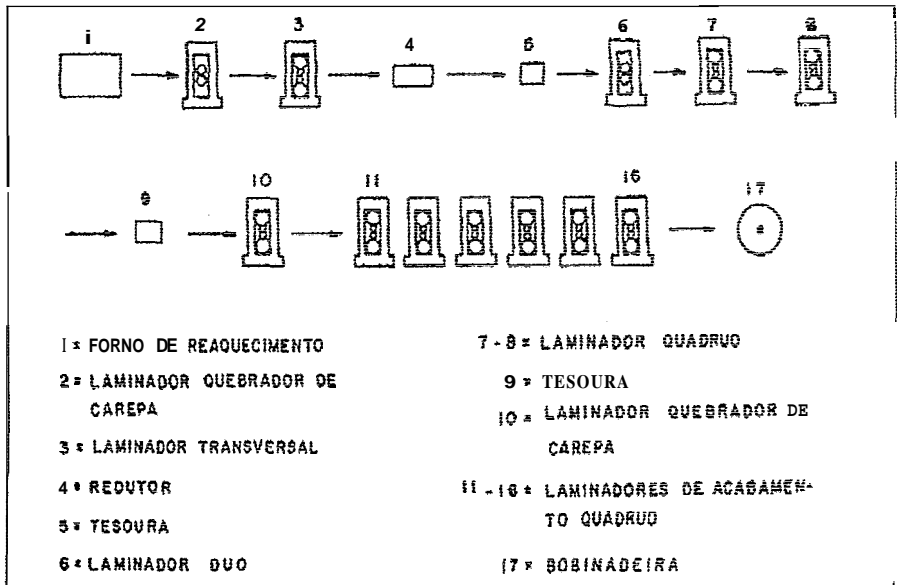 1
2
3
4
5
6
7
8
9
10
11
16
17
1 = FORNO DE REAQUECIMENTO
2 = LAMINADOR QUEBRADOR DE
CAREPA
3 = LAMINADOR TRANSVERSAL
4 = REDUTOR
5 = TESOURA
6 = LAMINADOR DUO
7 - 8 = LAMINADOR QUADRUO
9 = TESOURA
10 = LAMINADOR QUEBRADOR DE
CAREPA
11 - 16 = LAMINADORES DE ACABAMEN-
TO QUADRUO
17 = BOBINADEIRA